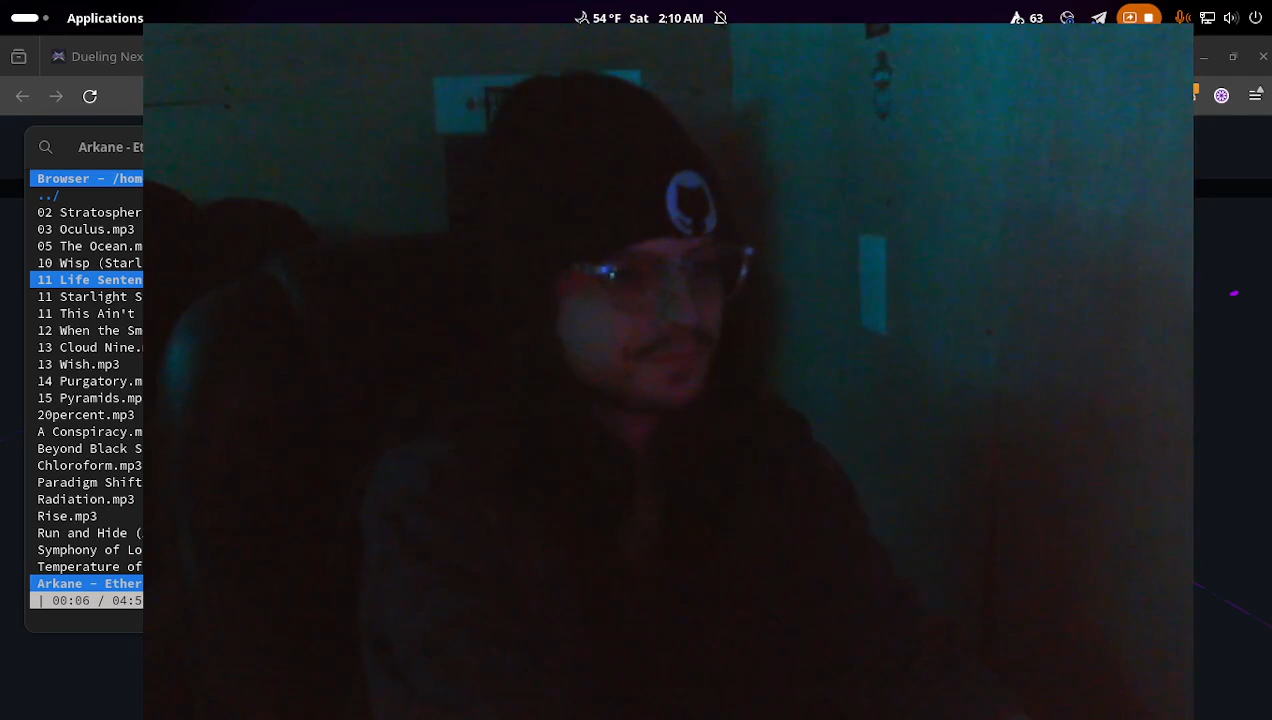 Applications
54 °F Sat 2:10 AM
63
Dueling Nex
Arkane - Et
Browser – /hom
../
02 Stratospher
03 Oculus.mp3
05 The Ocean.m
10 Wisp (Starl
11 Life Senten
11 Starlight S
11 This Ain't
12 When the Sm
13 Cloud Nine.
13 Wish.mp3
14 Purgatory.m
15 Pyramids.mp
20percent.mp3
A Conspiracy.m
Beyond Black S
Chloroform.mp3
Paradigm Shift
Radiation.mp3
Rise.mp3
Run and Hide (
Symphony of Lo
Temperature of
Arkane – Ether
| 00:06 / 04:5